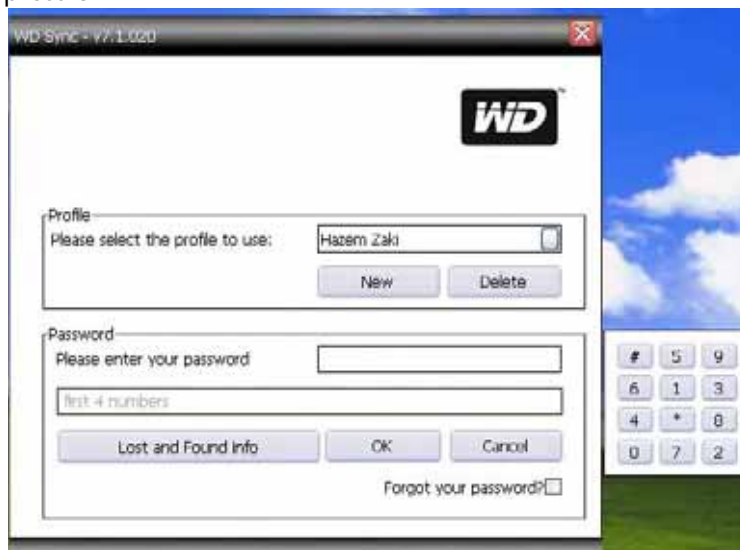 WD Sync - v7.1.020
WD
Profile
Please select the profile to use:
Hazem Zaki
New
Delete
Password
Please enter your password
first 4 numbers
Lost and Found Info
OK
Cancel
Forgot your password?
# 5 9
6 1 3
4 * 8
0 7 2